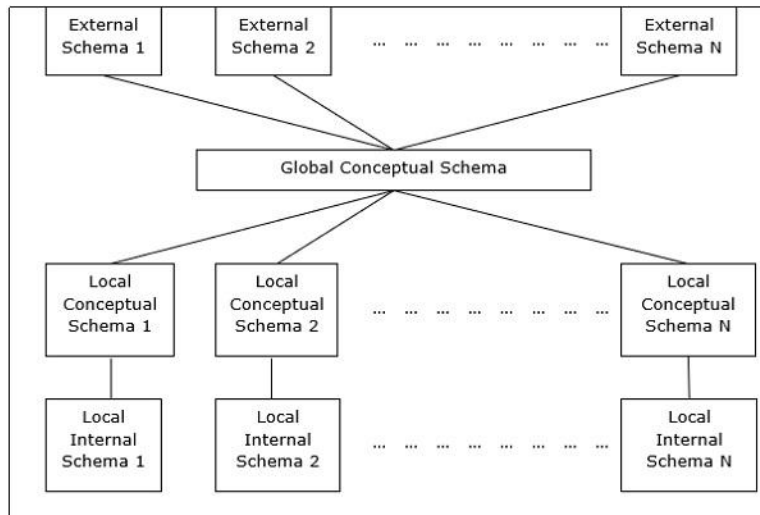 External
Schema 1
External
Schema 2
... ... ... ... ... ... ... ...
External
Schema N
Global Conceptual Schema
Local
Conceptual
Schema 1
Local
Conceptual
Schema 2
... ... ... ... ... ... ... ...
Local
Conceptual
Schema N
Local
Internal
Schema 1
Local
Internal
Schema 2
... ... ... ... ... ... ... ...
Local
Internal
Schema N